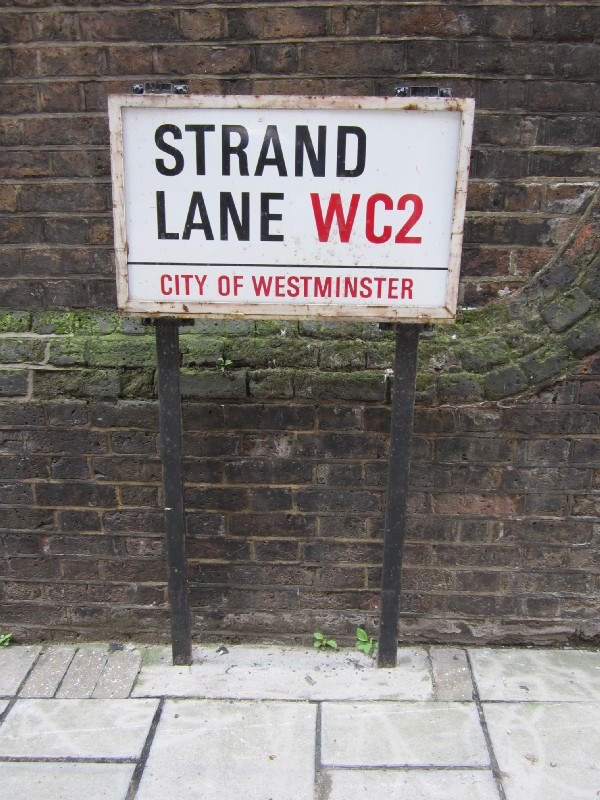 STRAND
LANE WC2
CITY OF WESTMINSTER